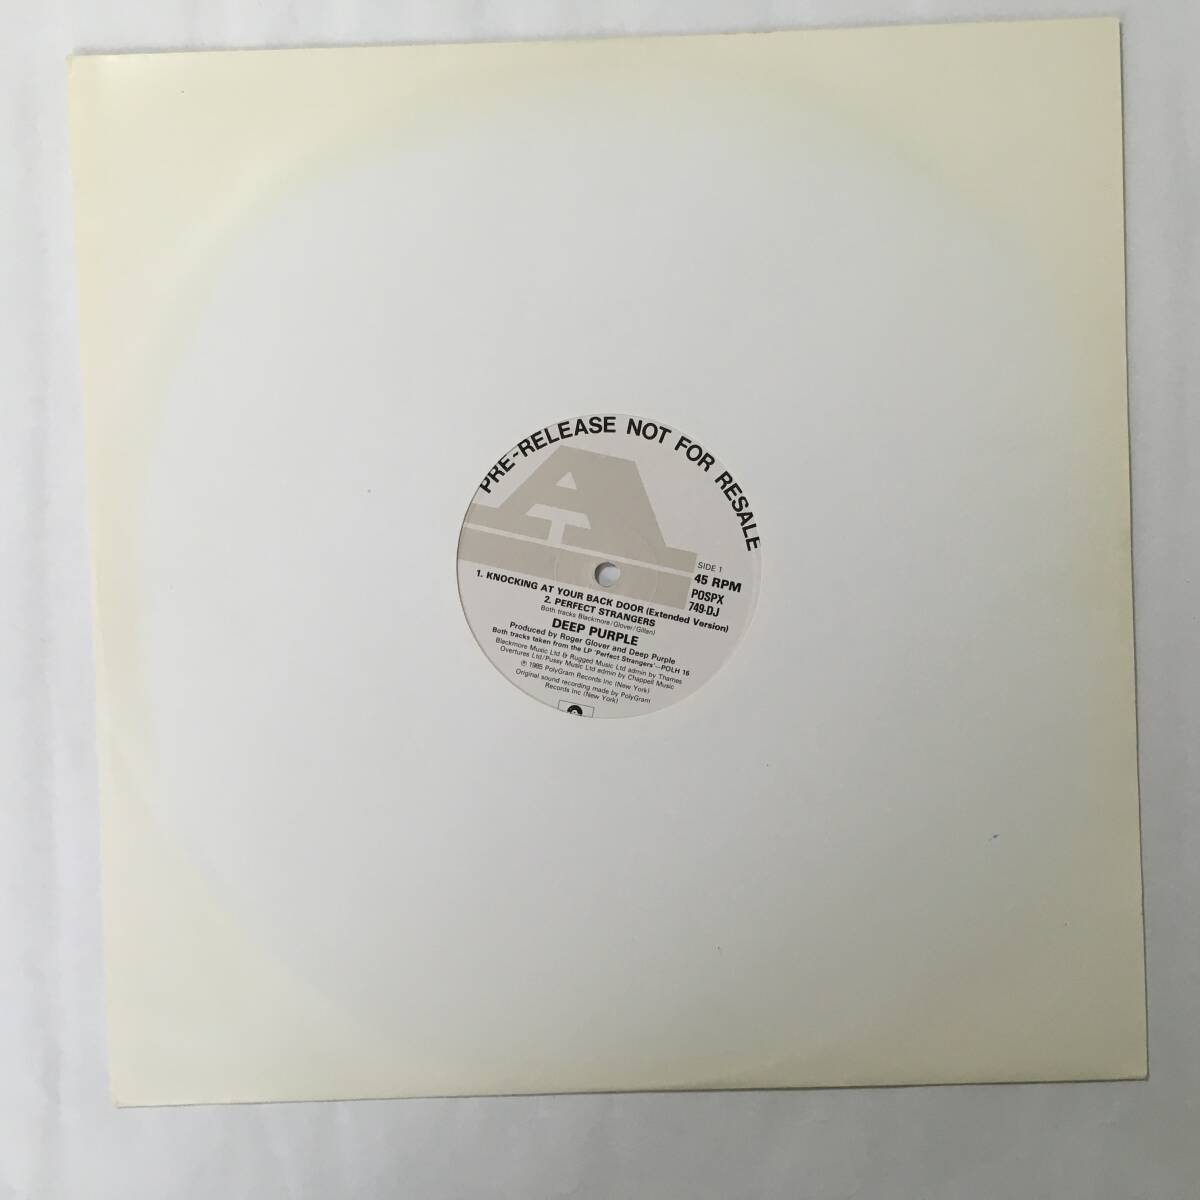 PRE-RELEASE NOT FOR RESALE
A
SIDE 1
45 RPM
POSPX
749-DJ
1. KNOCKING AT YOUR BACK DOOR (Extended Version)
2. PERFECT STRANGERS
Both tracks Blackmore/Glover/Gillan)
DEEP PURPLE
Produced by Roger Glover and Deep Purple
Both tracks taken from the LP 'Perfect Strangers'—POLH 16
Blackmore Music Ltd & Rugged Music Ltd admin by Thames
Overtures Ltd/Pussy Music Ltd admin by Chappell Music
℗ 1985 PolyGram Records Inc (New York)
Original sound recording made by PolyGram
Records Inc (New York)